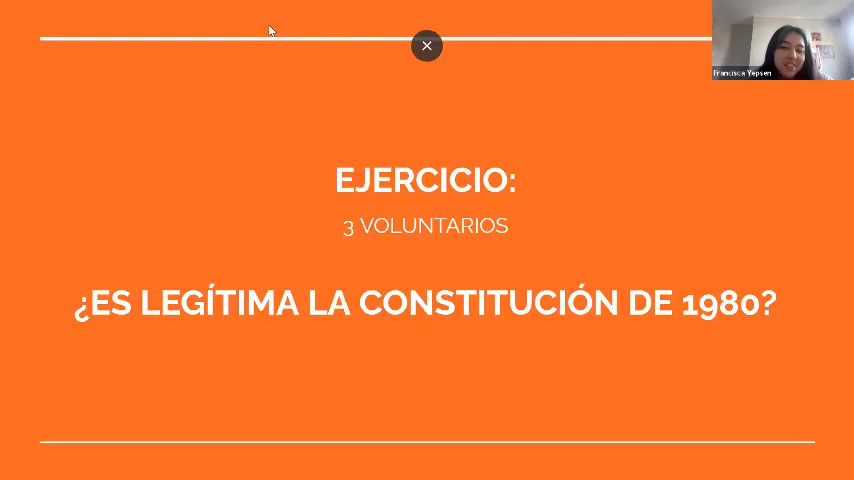 Francisca Yepsen
EJERCICIO:
3 VOLUNTARIOS
¿ES LEGÍTIMA LA CONSTITUCIÓN DE 1980?